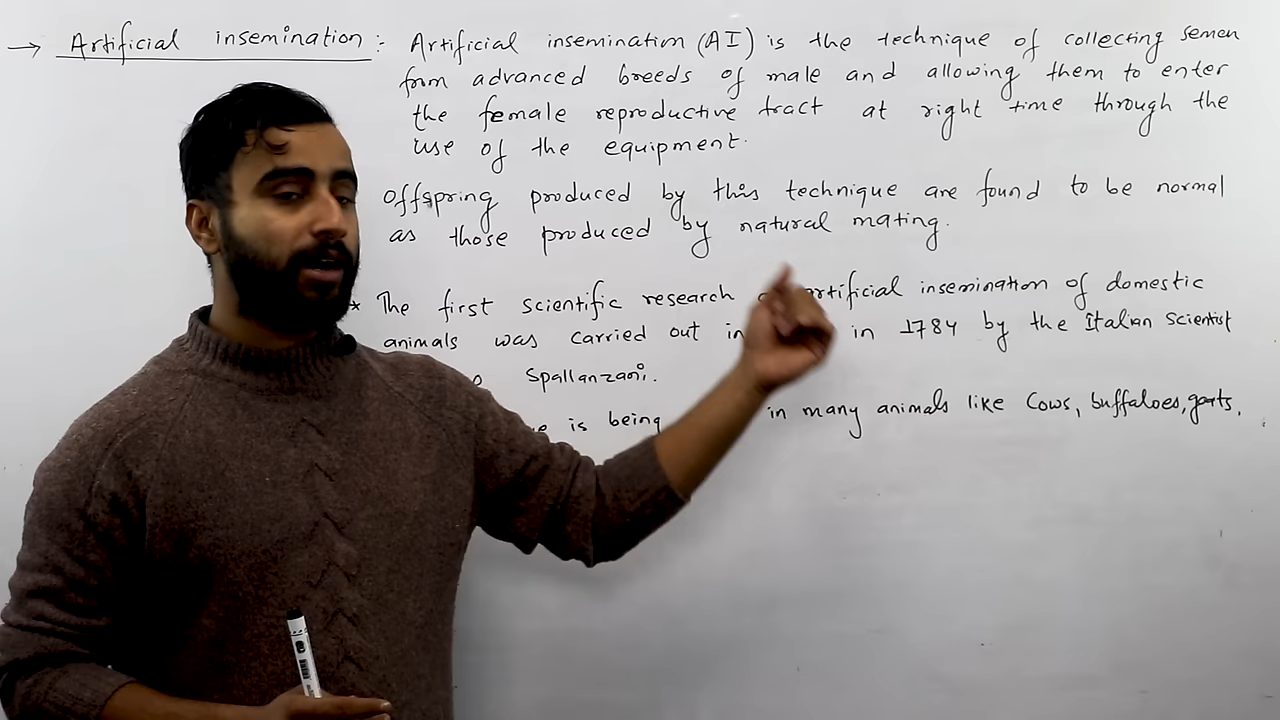 → Artificial insemination :- Artificial insemination (AI) is the technique of collecting semen
from advanced breeds of male and allowing them to enter
the female reproductive tract at right time through the
use of the equipment.
offspring produced by this technique are found to be normal
as those produced by natural mating.
* The first scientific research artificial insemination of domestic
animals was carried out in in 1784 by the Italian Scientist
Spallanzani.
is being in many animals like Cows, buffaloes, goats,